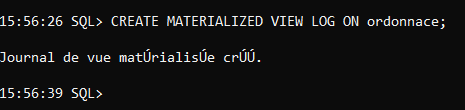 15:56:26 SQL> CREATE MATERIALIZED VIEW LOG ON ordonnace;
Journal de vue matÚrialisÚe crÚÚ.
15:56:39 SQL>